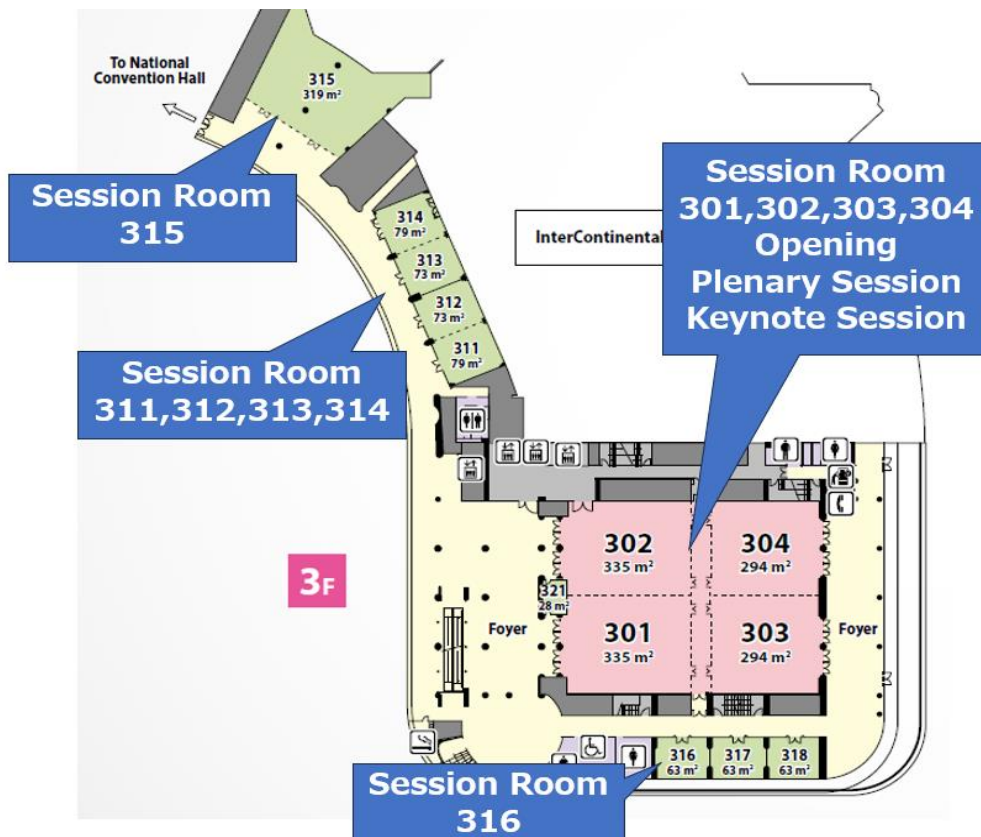 To National
Convention Hall
315
319 m²
Session Room
315
314
79 m²
313
73 m²
312
73 m²
311
79 m²
Session Room
311,312,313,314
InterContinental
Session Room
301,302,303,304
Opening
Plenary Session
Keynote Session
3F
302
335 m²
304
294 m²
321
28 m²
Foyer
301
335 m²
303
294 m²
Foyer
316
63 m²
317
63 m²
318
63 m²
Session Room
316